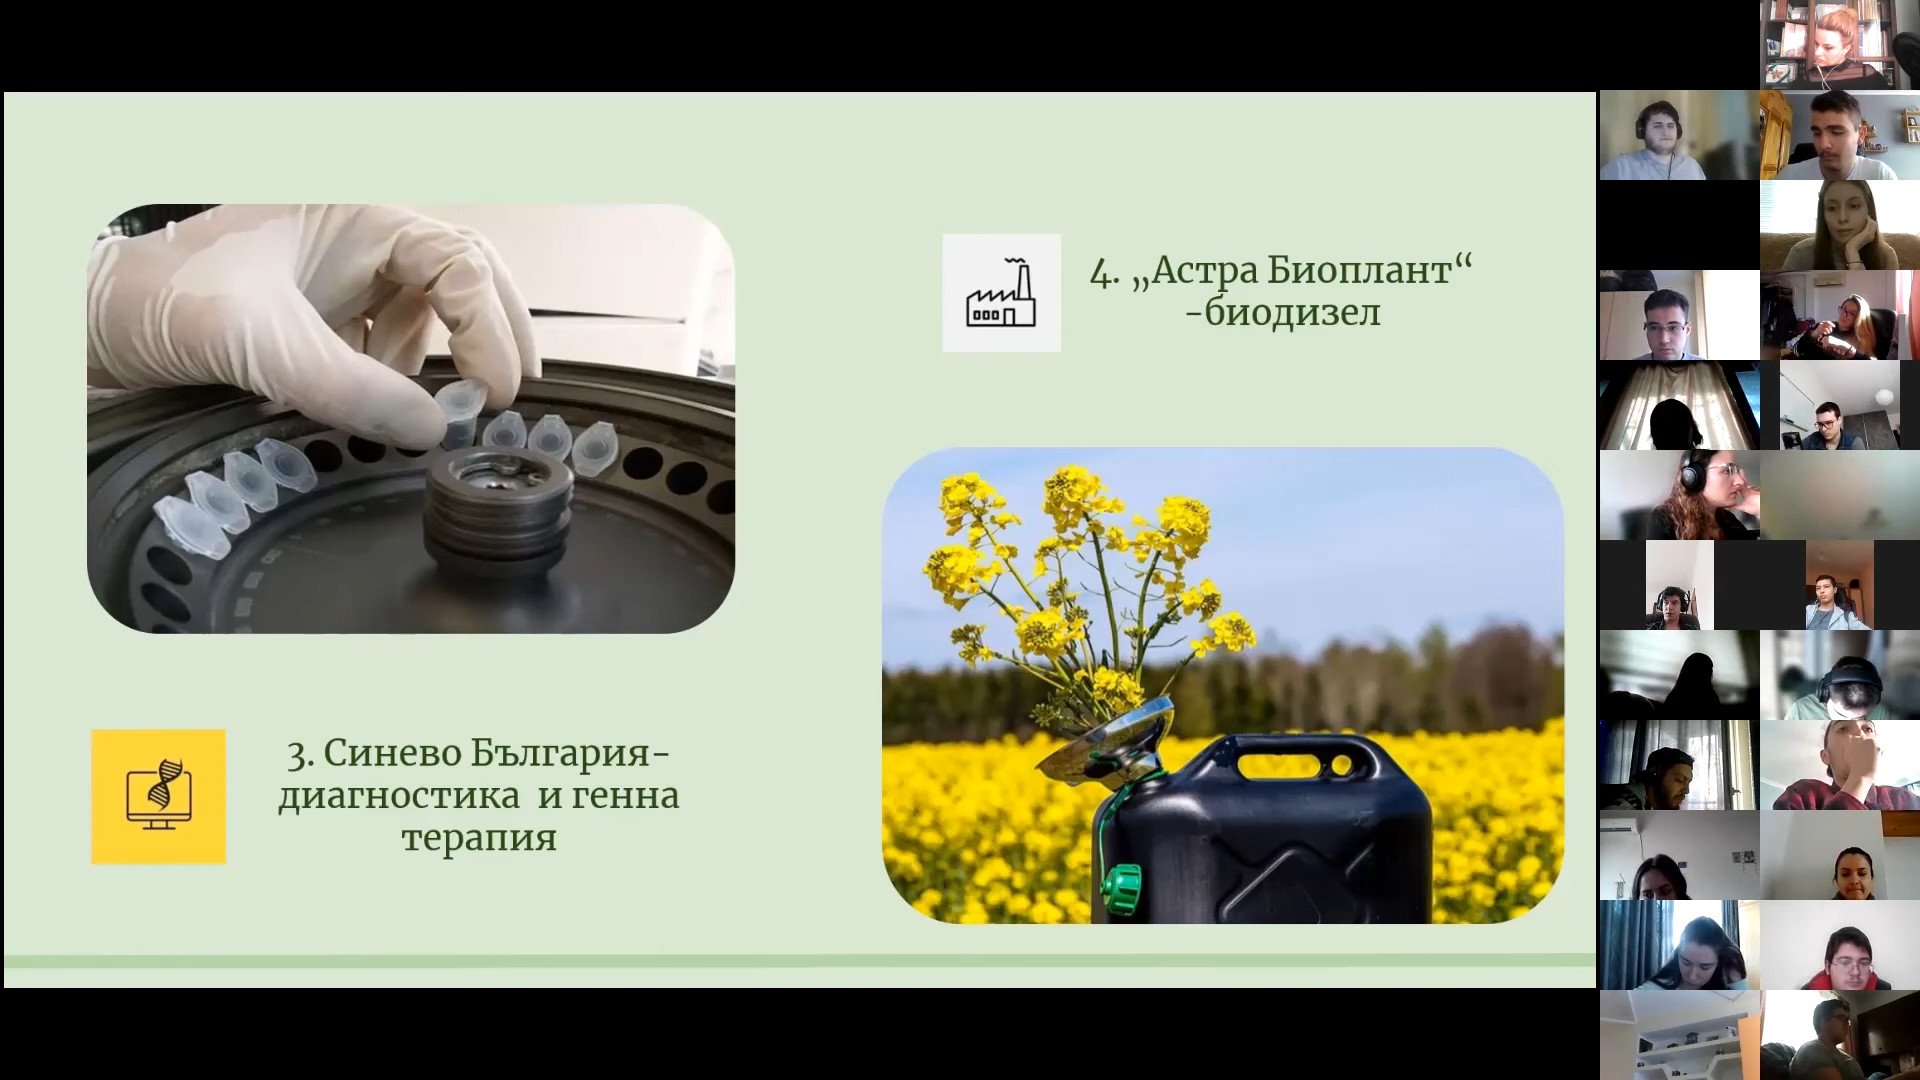 4. „Астра Биоплант“
-биодизел
3. Синево България-
диагностика и генна
терапия